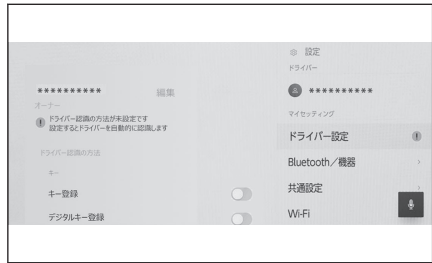 **********
編集
オーナー
ドライバー認識の方法が未設定です
設定するとドライバーを自動的に認識します
ドライバー認識の方法
キー
キー登録
デジタルキー登録
設定
ドライバー
**********
マイセッティング
ドライバー設定
Bluetooth/機器
共通設定
Wi-Fi